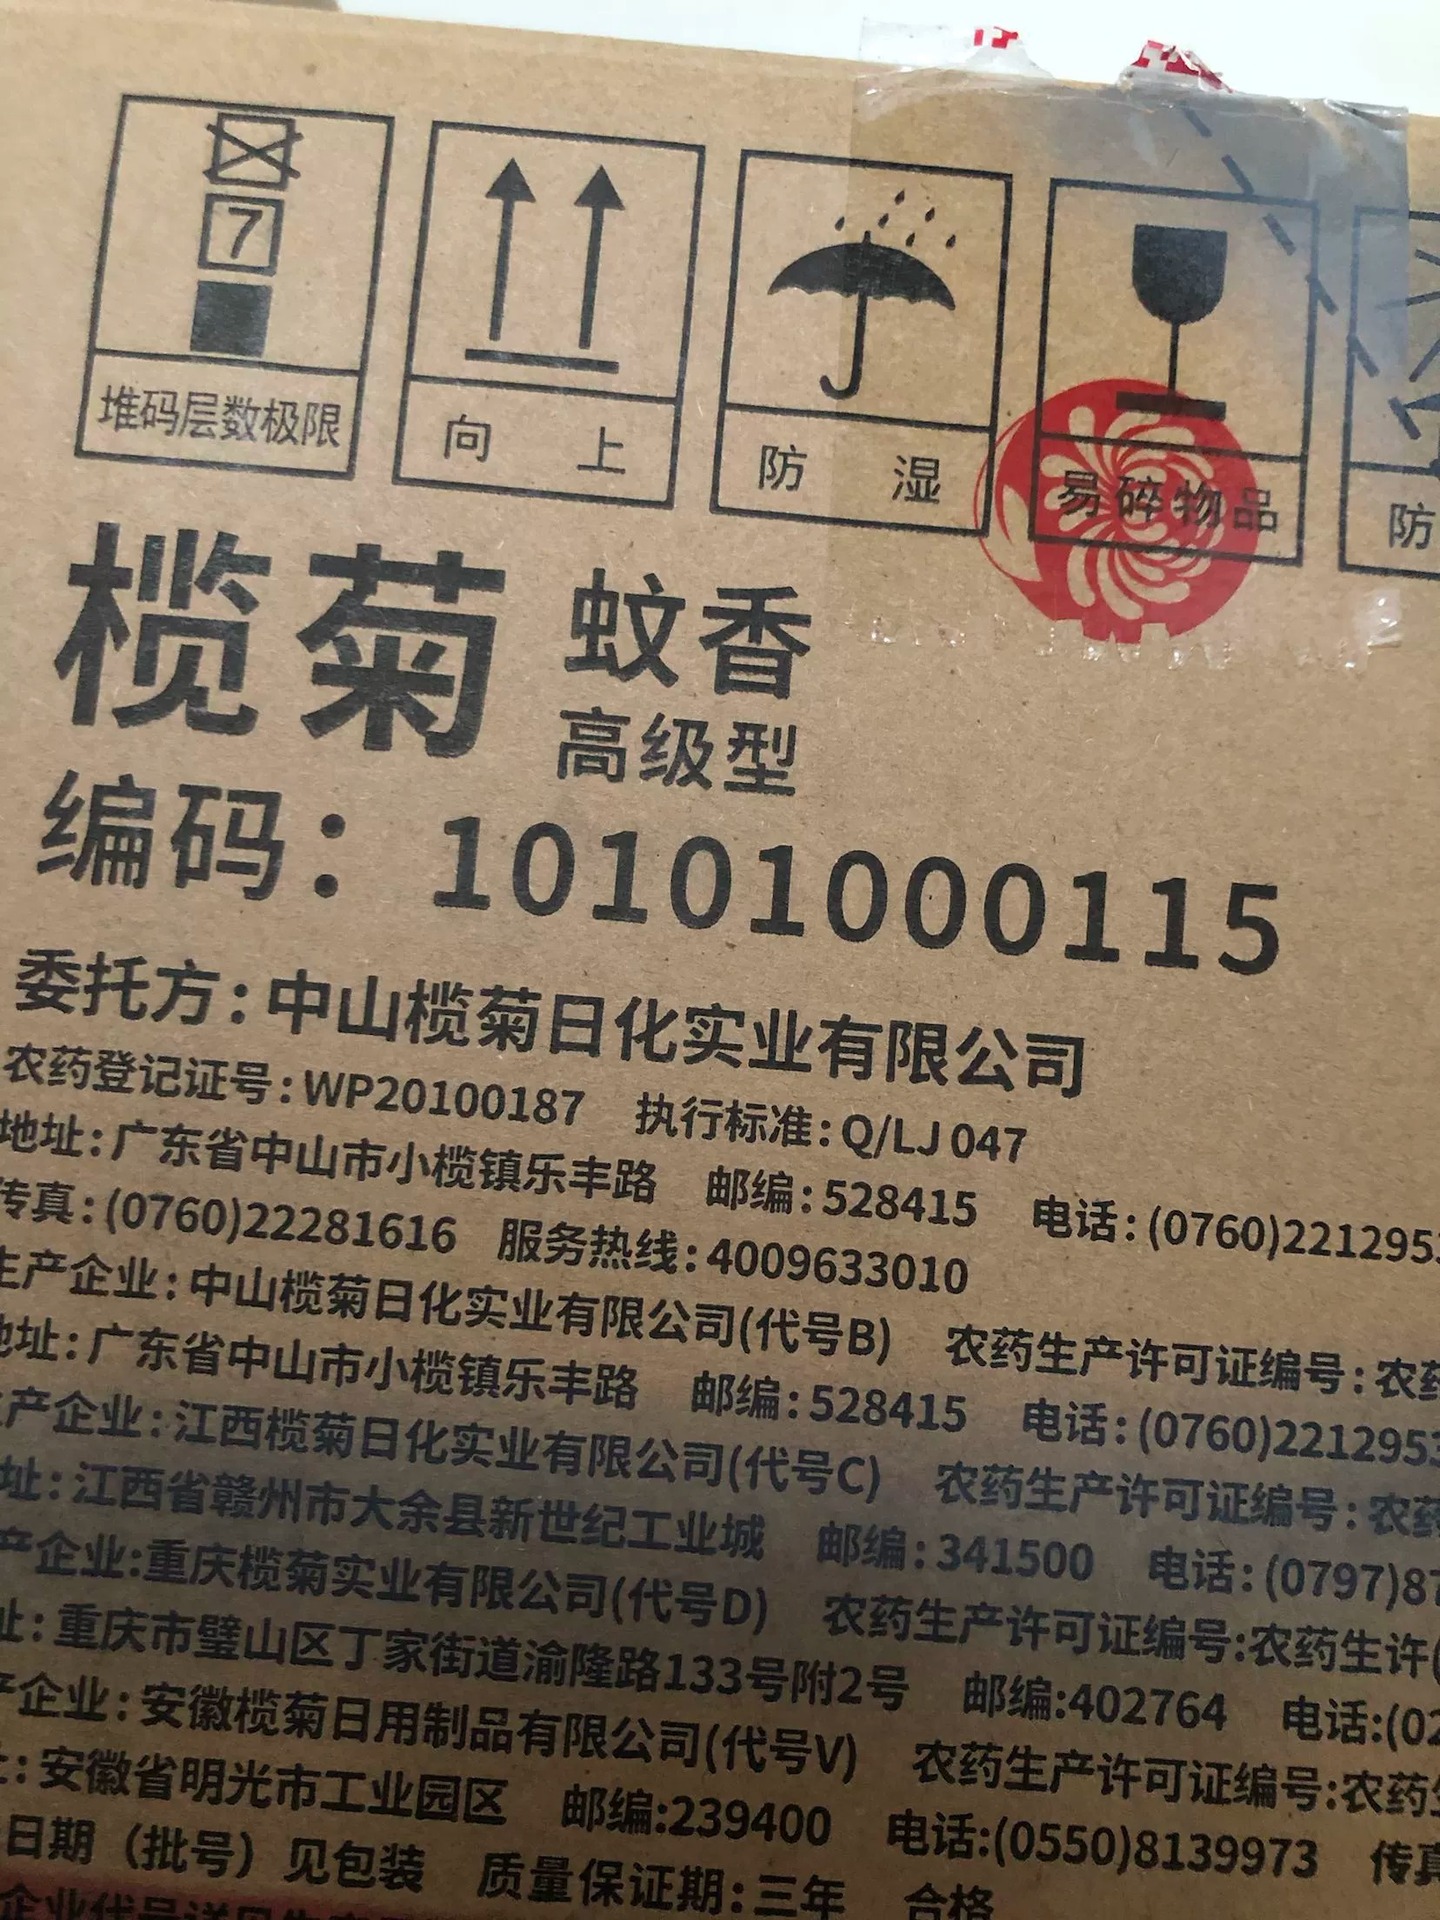 7
堆码层数极限
向上
防湿
易碎物品
防
榄菊 蚊香
高级型
编码：10101000115
委托方：中山榄菊日化实业有限公司
农药登记证号：WP20100187 执行标准：Q/LJ 047
地址：广东省中山市小榄镇乐丰路 邮编：528415 电话：(0760)2212953
传真：(0760)22281616 服务热线：4009633010
生产企业：中山榄菊日化实业有限公司(代号B) 农药生产许可证编号：农药
地址：广东省中山市小榄镇乐丰路 邮编：528415 电话：(0760)2212953
产企业：江西榄菊日化实业有限公司(代号C) 农药生产许可证编号：农药
址：江西省赣州市大余县新世纪工业城 邮编：341500 电话：(0797)87
产企业:重庆榄菊实业有限公司(代号D) 农药生产许可证编号:农药生许(
址：重庆市璧山区丁家街道渝隆路133号附2号 邮编:402764 电话:(02
企业：安徽榄菊日用制品有限公司(代号V) 农药生产许可证编号:农药生
安徽省明光市工业园区 邮编:239400 电话:(0550)8139973 传真
日期（批号）见包装 质量保证期：三年 合格